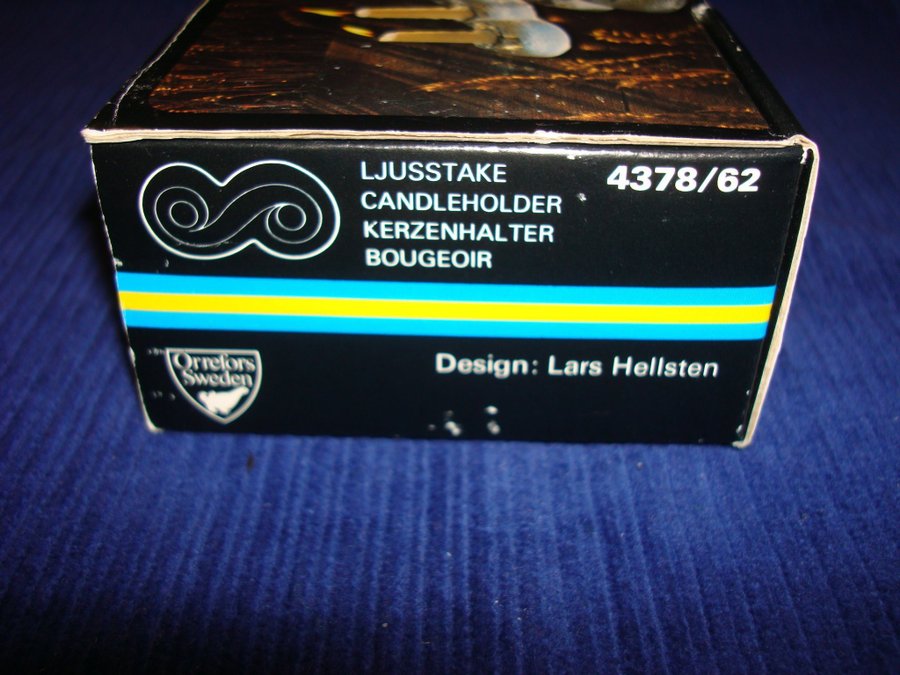 LJUSSTAKE
CANDLEHOLDER
KERZENHALTER
BOUGEOIR
4378/62
Orrefors
Sweden
Design: Lars Hellsten